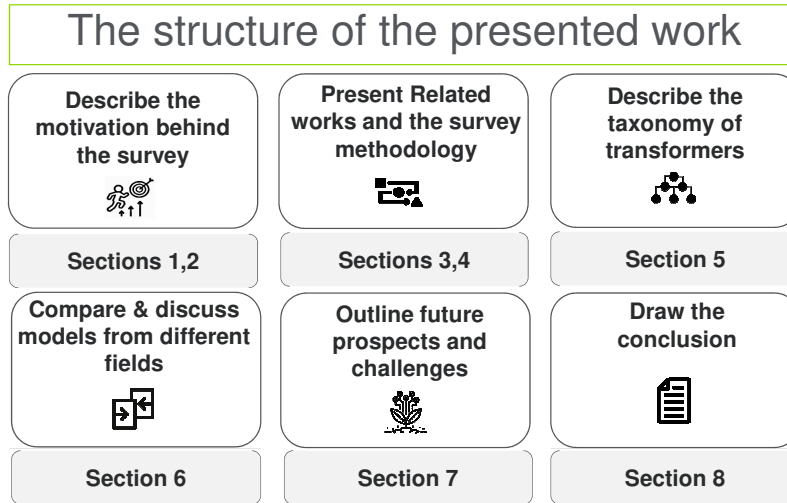 The structure of the presented work
Describe the
motivation behind
the survey
Present Related
works and the survey
methodology
Describe the
taxonomy of
transformers
Sections 1,2
Sections 3,4
Section 5
Compare & discuss
models from different
fields
Outline future
prospects and
challenges
Draw the
conclusion
Section 6
Section 7
Section 8